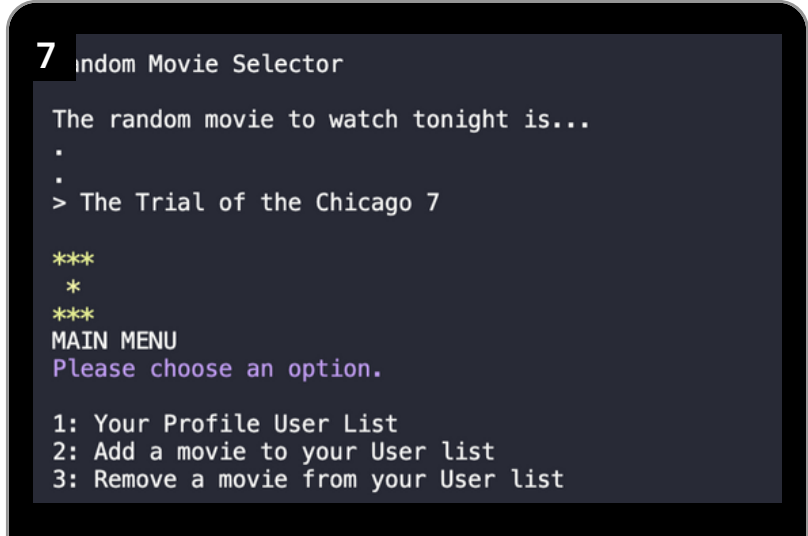 7
andom Movie Selector
The random movie to watch tonight is...
.
.
> The Trial of the Chicago 7
***
*
***
MAIN MENU
Please choose an option.
1: Your Profile User List
2: Add a movie to your User list
3: Remove a movie from your User list